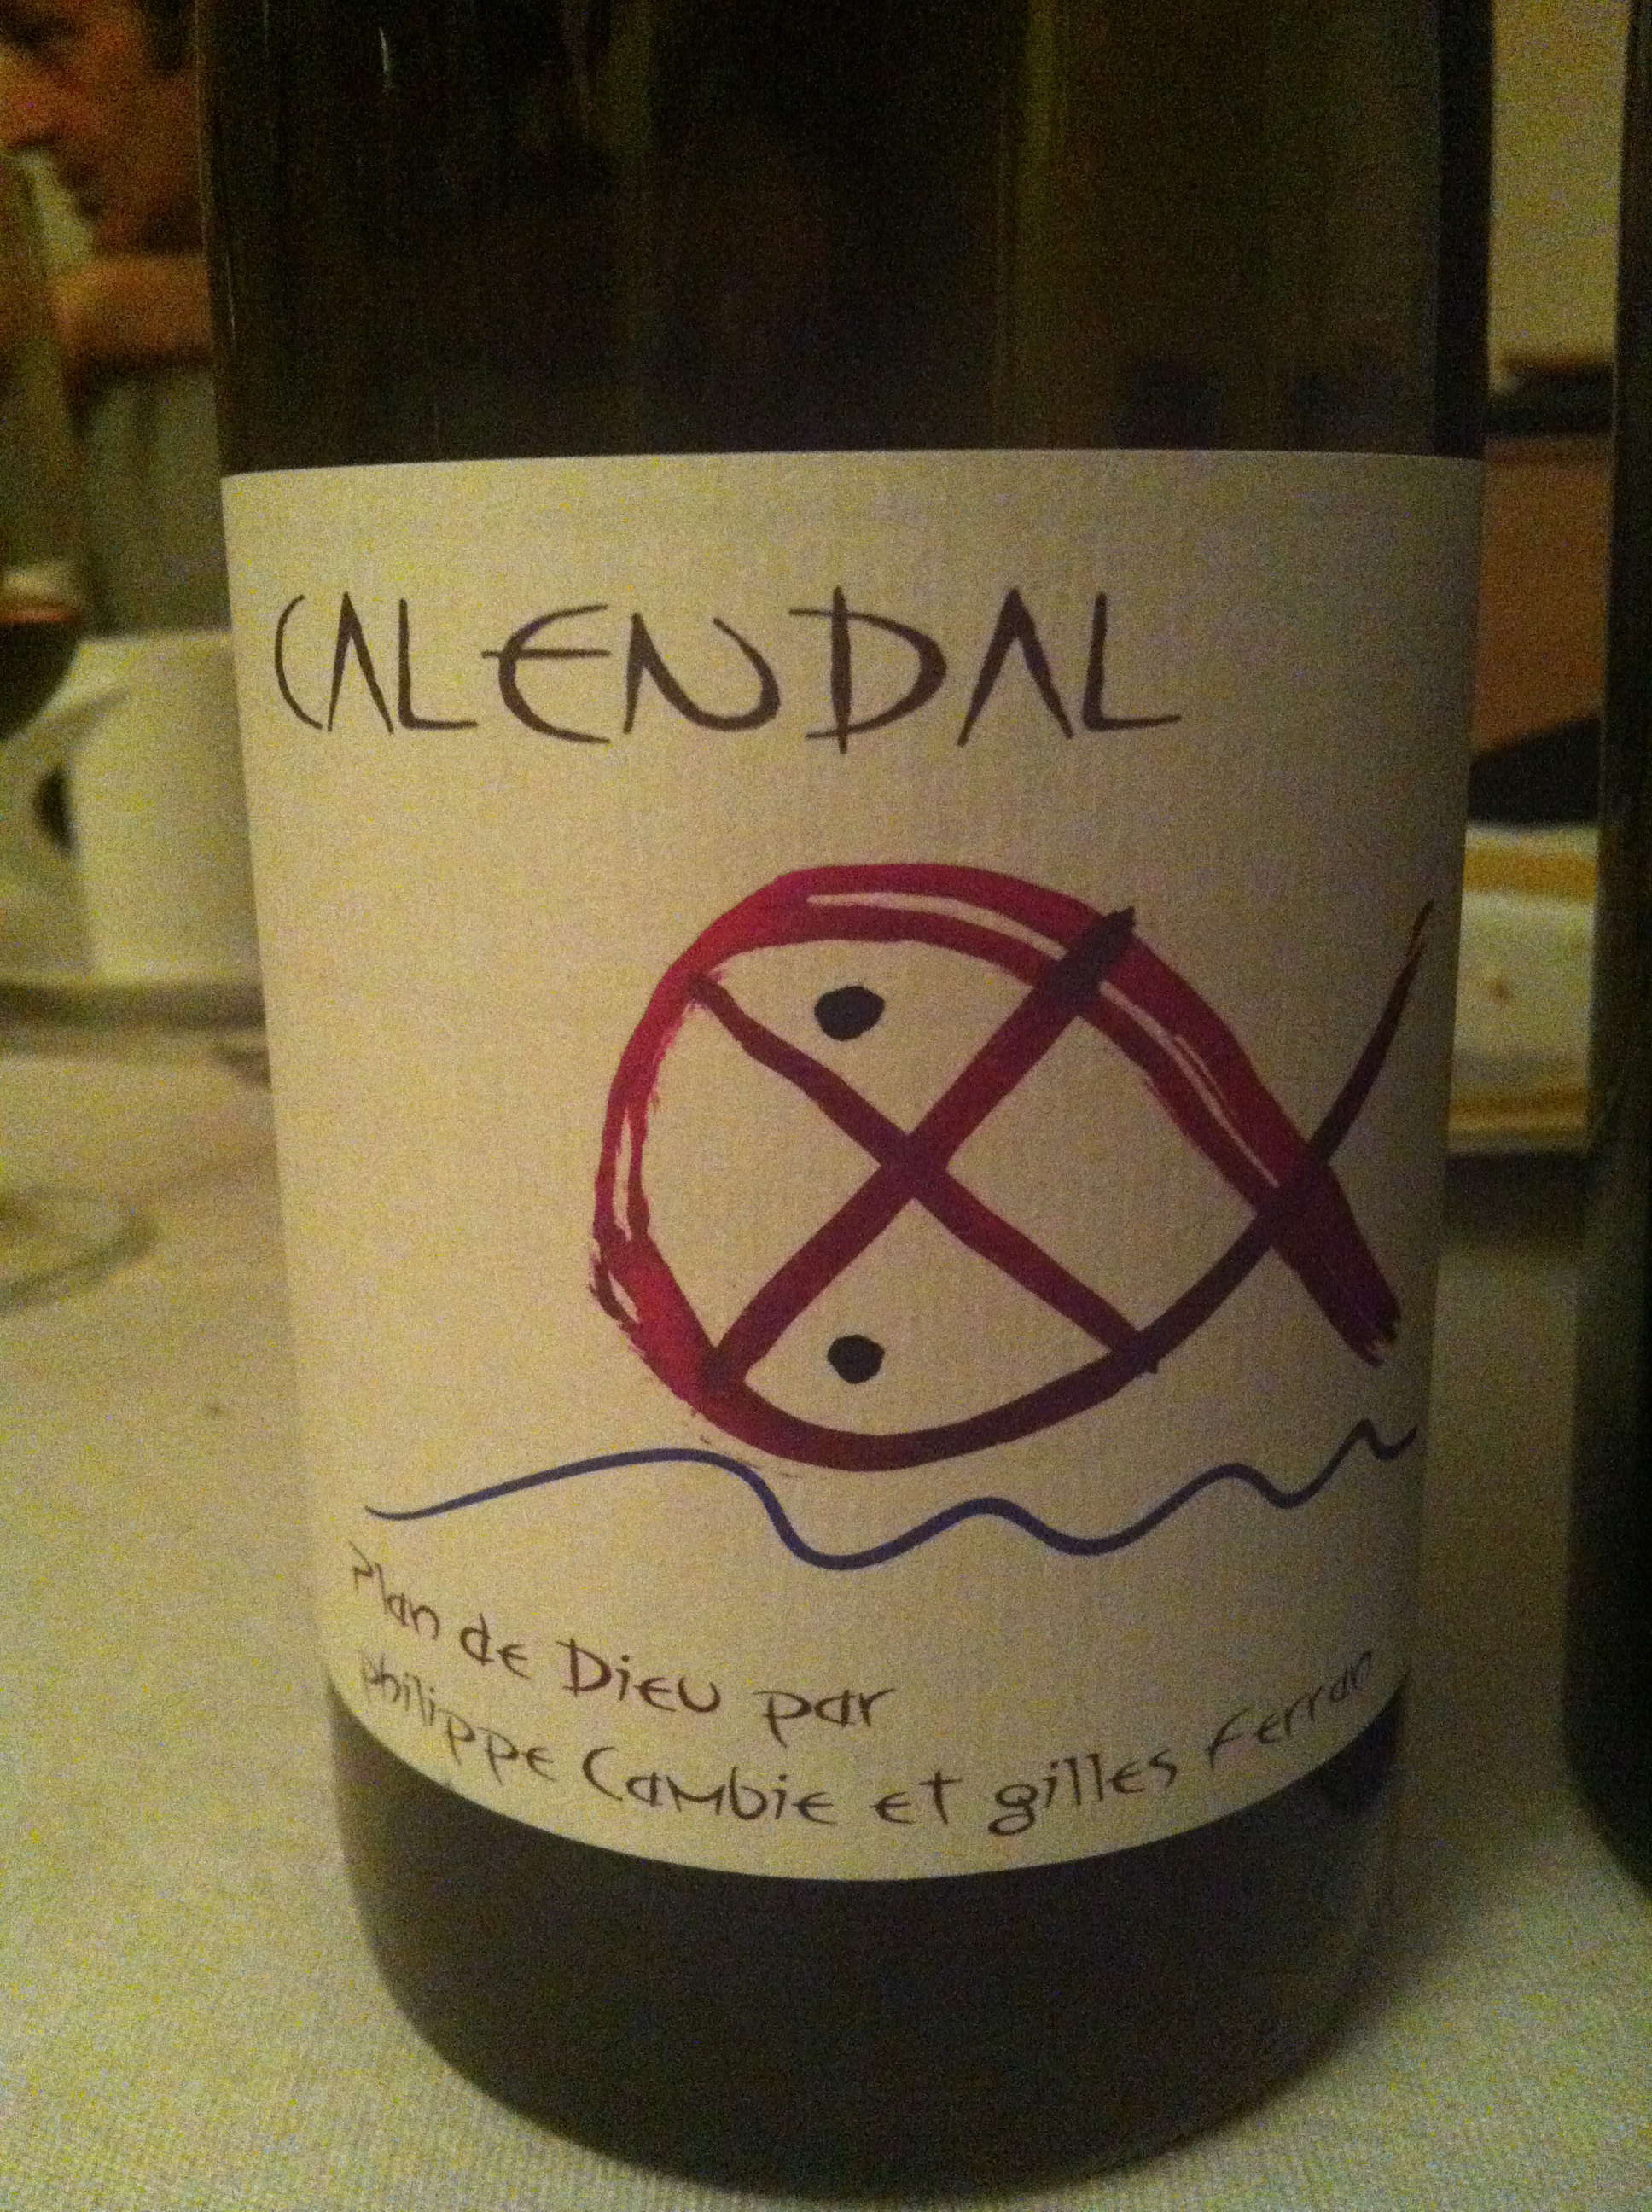 CALENDAL
Plan de Dieu par
philippe Cambie et gilles Ferran